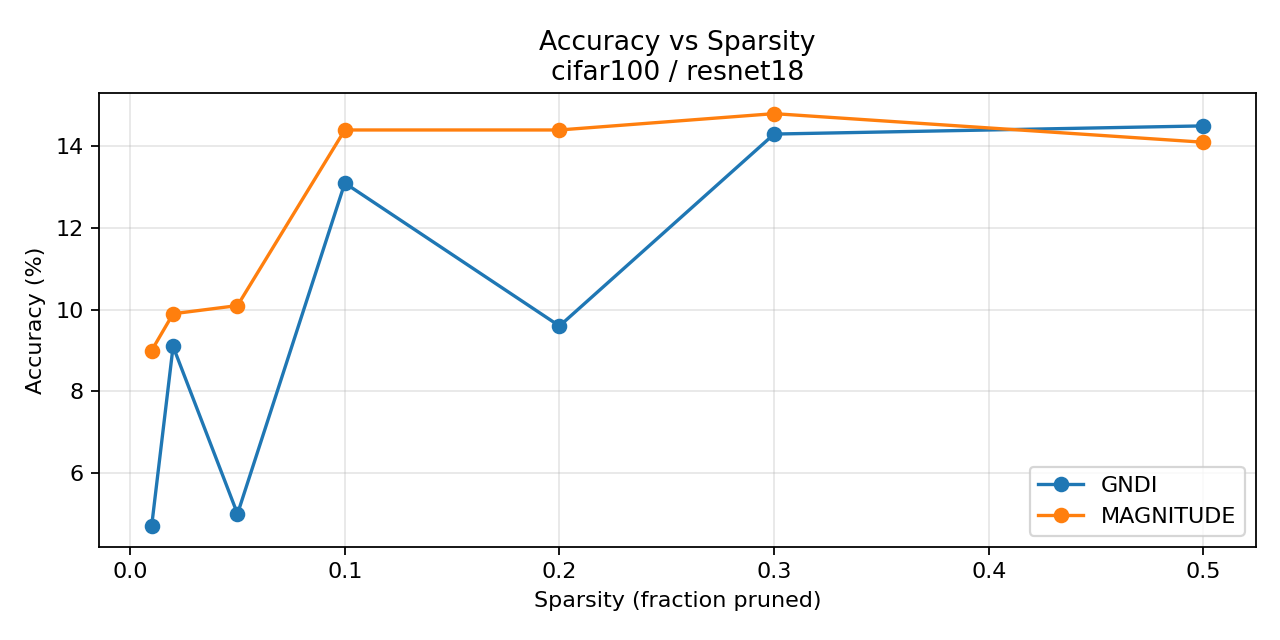 Accuracy vs Sparsity
cifar100 / resnet18
Accuracy (%)
14
12
10
8
6
0.0 0.1 0.2 0.3 0.4 0.5
Sparsity (fraction pruned)
GNDI
MAGNITUDE